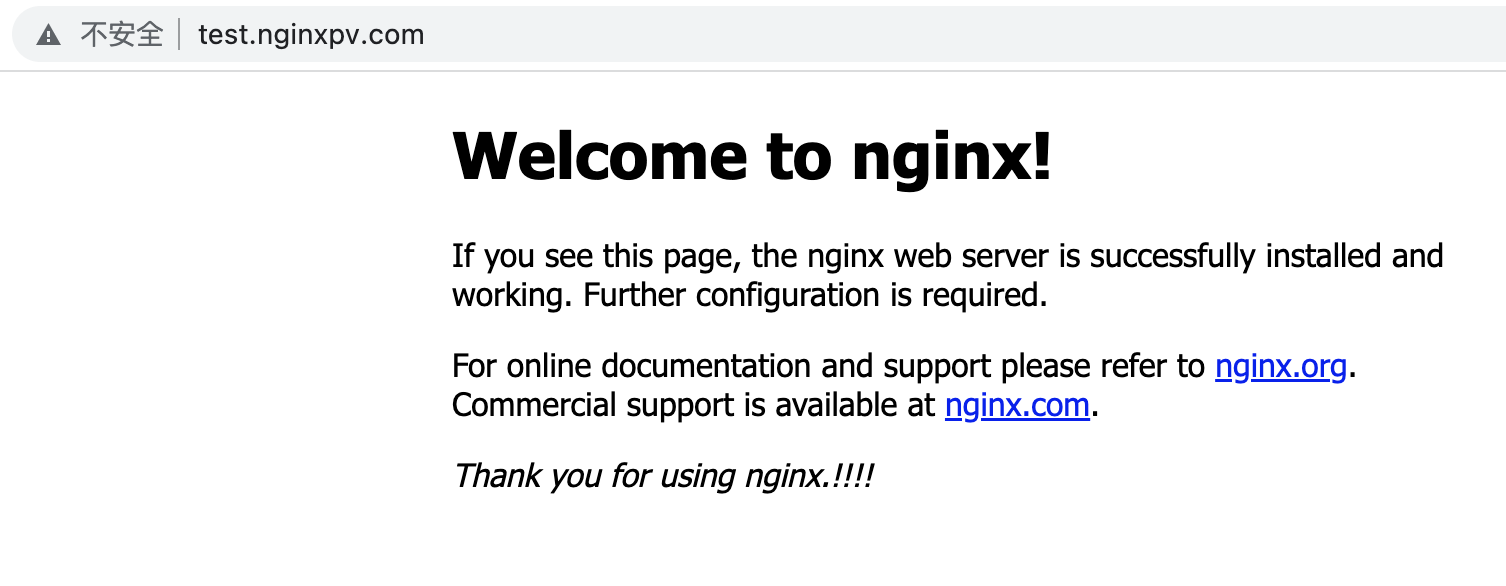 不安全 test.nginxpv.com
Welcome to nginx!
If you see this page, the nginx web server is successfully installed and
working. Further configuration is required.
For online documentation and support please refer to nginx.org.
Commercial support is available at nginx.com.
Thank you for using nginx.!!!!